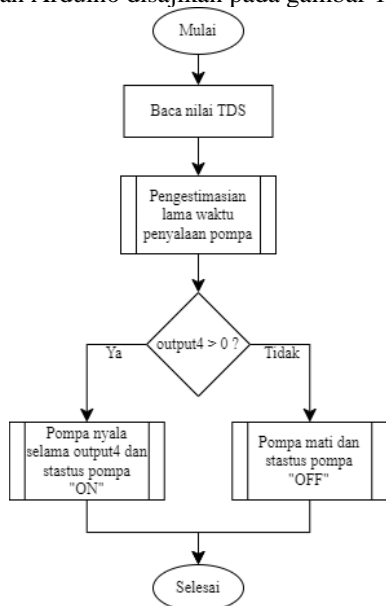 an Arduino disajikan pada gambar
Mulai
Baca nilai TDS
Pengestimasian
lama waktu
penyalaan pompa
output4 > 0 ?
Ya
Tidak
Pompa nyala
selama output4 dan
stastus pompa
"ON"
Pompa mati dan
stastus pompa
"OFF"
Selesai